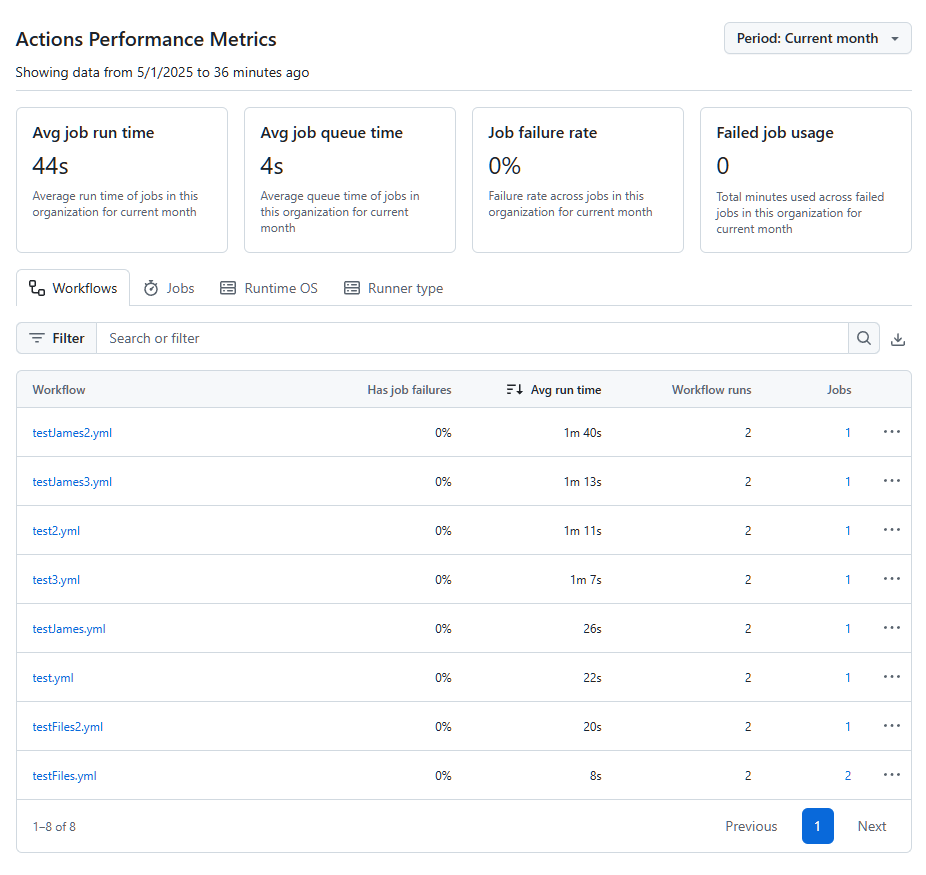 Actions Performance Metrics
Period: Current month
Showing data from 5/1/2025 to 36 minutes ago
Avg job run time
44s
Average run time of jobs in this
organization for current month
Avg job queue time
4s
Average queue time of jobs in
this organization for current
month
Job failure rate
0%
Failure rate across jobs in this
organization for current month
Failed job usage
0
Total minutes used across failed
jobs in this organization for
current month
Workflows Jobs Runtime OS Runner type
Filter Search or filter
Workflow Has job failures Avg run time Workflow runs Jobs
testJames2.yml 0% 1m 40s 2 1 ···
testJames3.yml 0% 1m 13s 2 1 ···
test2.yml 0% 1m 11s 2 1 ···
test3.yml 0% 1m 7s 2 1 ···
testJames.yml 0% 26s 2 1 ···
test.yml 0% 22s 2 1 ···
testFiles2.yml 0% 20s 2 1 ···
testFiles.yml 0% 8s 2 2 ···
1–8 of 8 Previous 1 Next